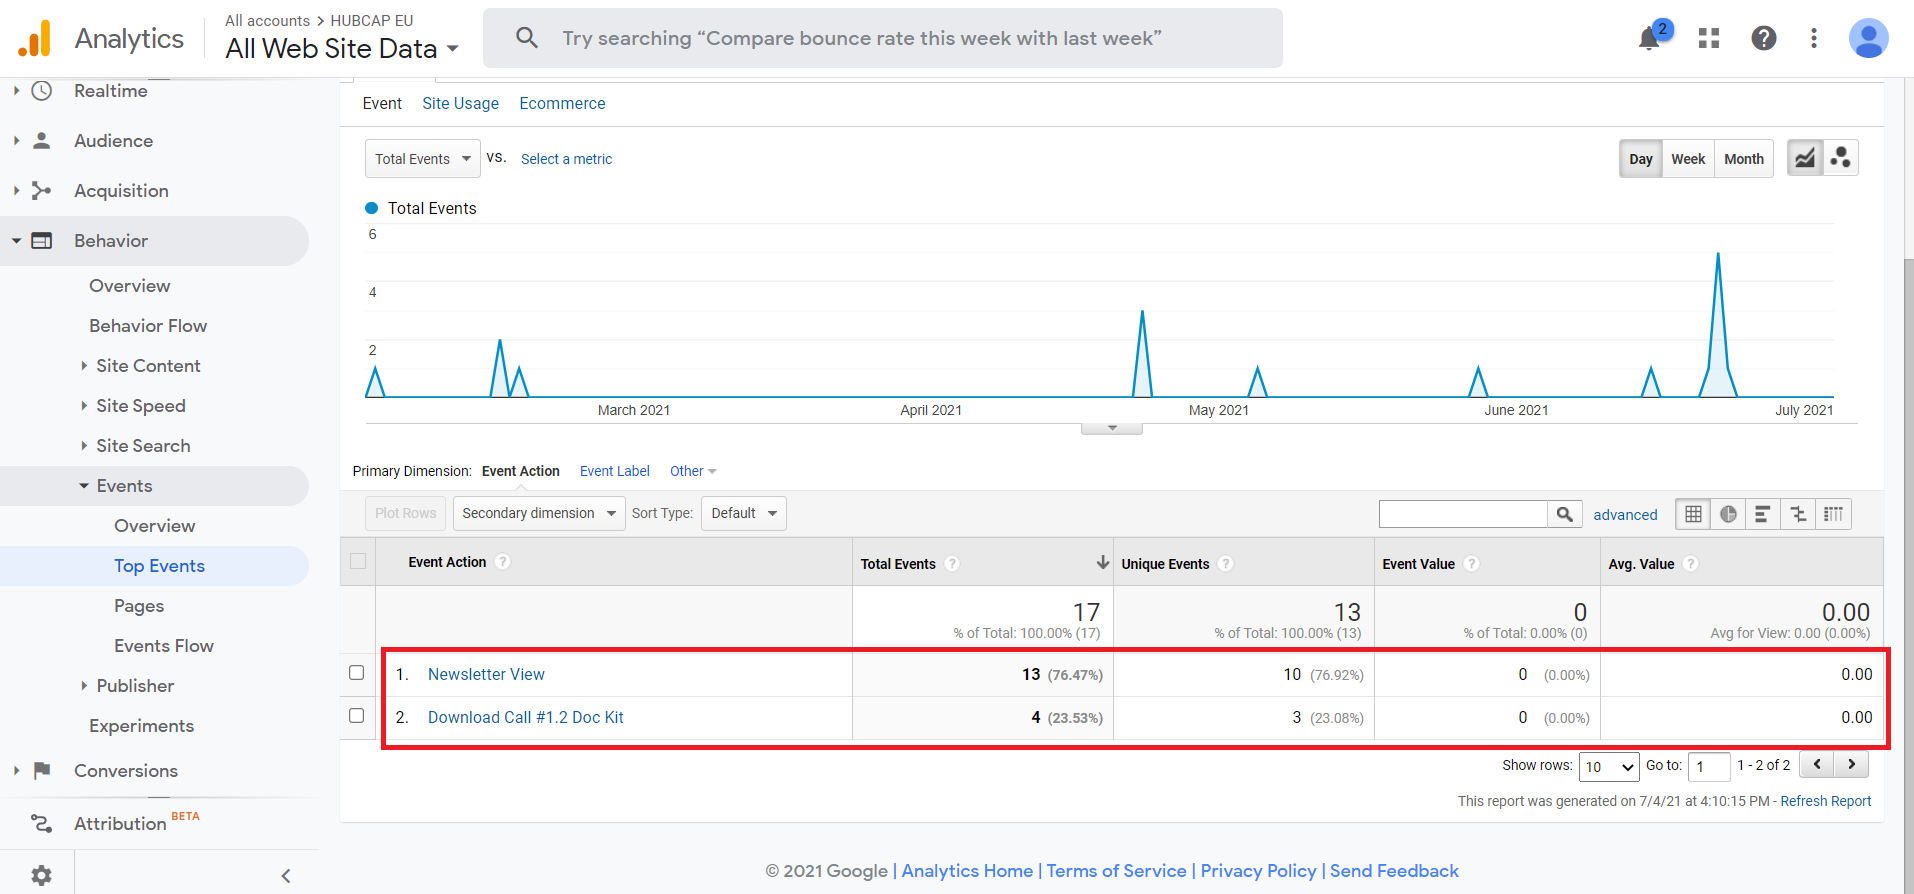 Analytics
All accounts > HUBCAP EU
All Web Site Data
Try searching “Compare bounce rate this week with last week”
2
Realtime
Audience
Acquisition
Behavior
Overview
Behavior Flow
Site Content
Site Speed
Site Search
Events
Overview
Top Events
Pages
Events Flow
Publisher
Experiments
Conversions
Attribution BETA
Event Site Usage Ecommerce
Total Events VS. Select a metric
Day Week Month
Total Events
6
4
2
March 2021 April 2021 May 2021 June 2021 July 2021
Primary Dimension: Event Action Event Label Other
Plot Rows Secondary dimension Sort Type: Default advanced
Event Action ? Total Events ? Unique Events ? Event Value ? Avg. Value ?
17 13 0 0.00
% of Total: 100.00% (17) % of Total: 100.00% (13) % of Total: 0.00% (0) Avg for View: 0.00 (0.00%)
1. Newsletter View 13 (76.47%) 10 (76.92%) 0 (0.00%) 0.00
2. Download Call #1.2 Doc Kit 4 (23.53%) 3 (23.08%) 0 (0.00%) 0.00
Show rows: 10 Go to: 1 1 - 2 of 2
This report was generated on 7/4/21 at 4:10:15 PM - Refresh Report
© 2021 Google | Analytics Home | Terms of Service | Privacy Policy | Send Feedback